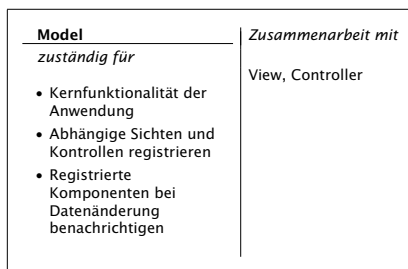 Model
zuständig für
• Kernfunktionalität der
Anwendung
• Abhängige Sichten und
Kontrollen registrieren
• Registrierte
Komponenten bei
Datenänderung
benachrichtigen
Zusammenarbeit mit
View, Controller